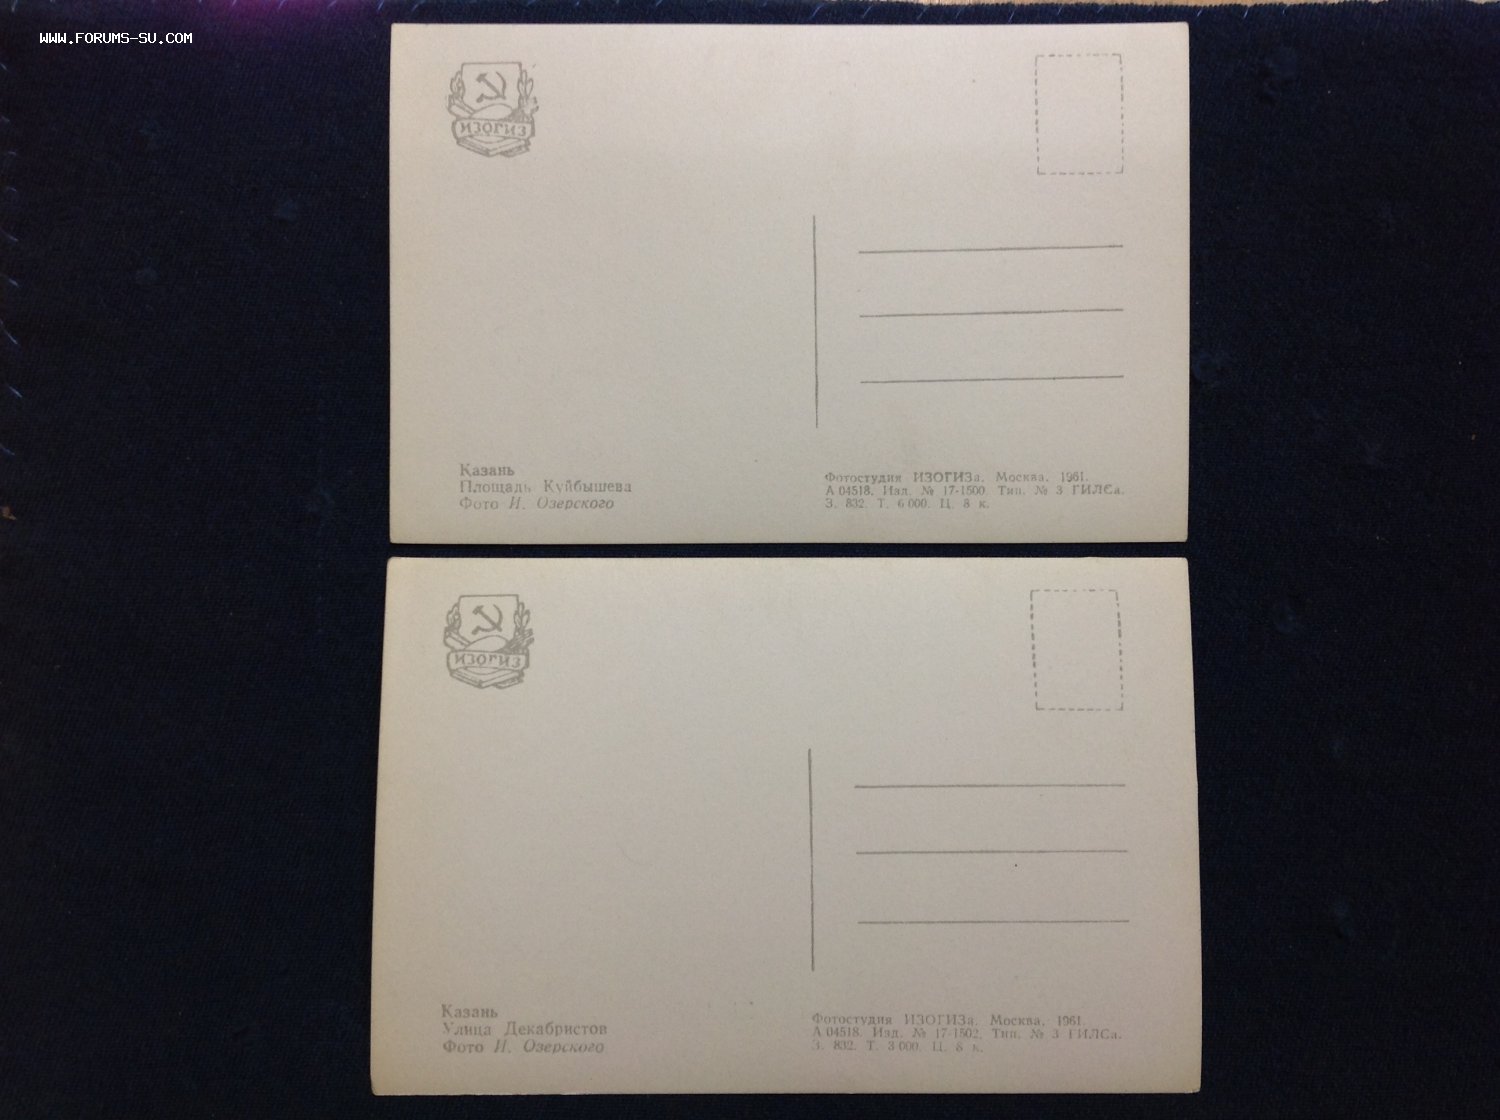 WWW.FORUMS-SU.COM
ИЗОГИЗ
Казань
Площадь Куйбышева
Фото И. Озерского
Фотостудия ИЗОГИЗа. Москва. 1961.
А 04518. Изд. № 17-1500. Тип. № 3 ГИЛСа.
З. 832. Т. 6 000. Ц. 8 к.
ИЗОГИЗ
Казань
Улица Декабристов
Фото И. Озерского
Фотостудия ИЗОГИЗа. Москва. 1961.
А 04518. Изд. № 17-1502. Тип. № 3 ГИЛСа.
З. 832. Т. 3 000. Ц. 8 к.